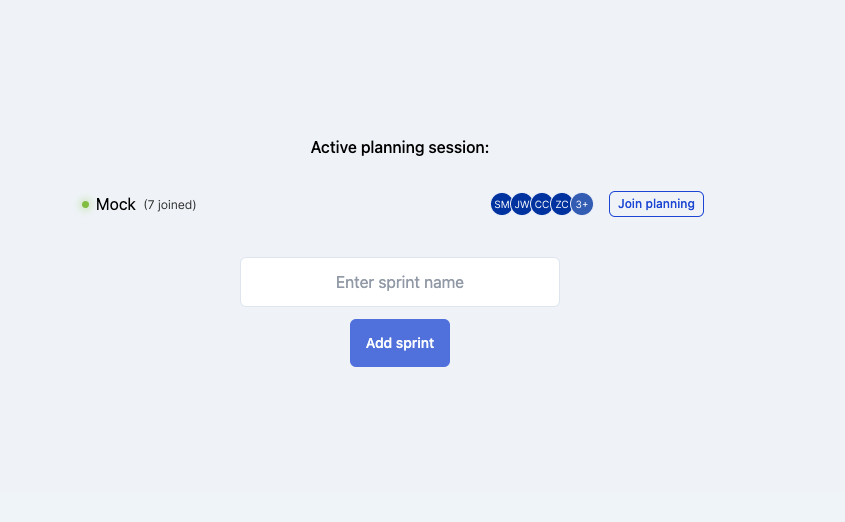 Active planning session:
Mock (7 joined) SM JW CC ZC 3+ Join planning
Enter sprint name
Add sprint